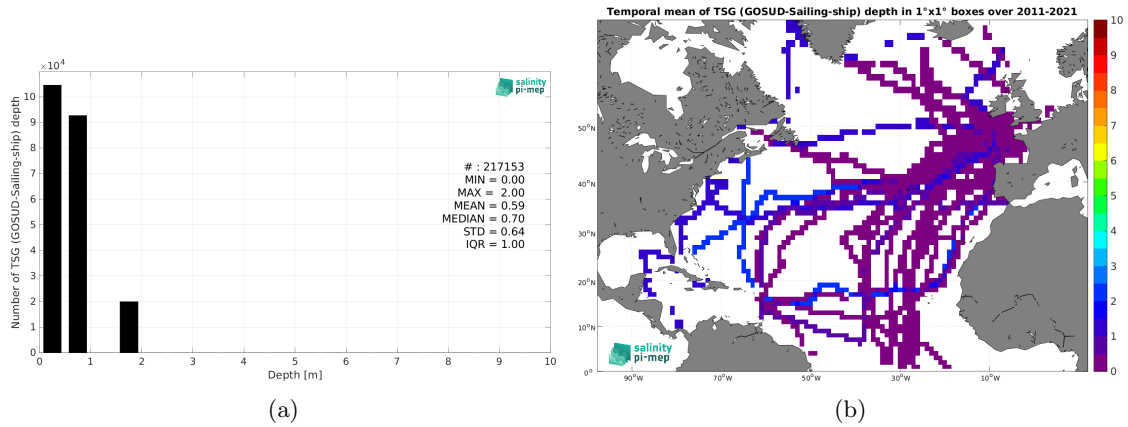 ×10⁴
10
9
8
7
6
5
4
3
2
1
0
Number of TSG (GOSUD-Sailing-ship) depth
salinity
pi-mep
# : 217153
MIN = 0.00
MAX = 2.00
MEAN = 0.59
MEDIAN = 0.70
STD = 0.64
IQR = 1.00
0 1 2 3 4 5 6 7 8 9 10
Depth [m]
(a)
Temporal mean of TSG (GOSUD-Sailing-ship) depth in 1°x1° boxes over 2011-2021
50°N
40°N
30°N
20°N
10°N
0°
90°W 70°W 50°W 30°W 10°W
salinity
pi-mep
10
9
8
7
6
5
4
3
2
1
0
(b)